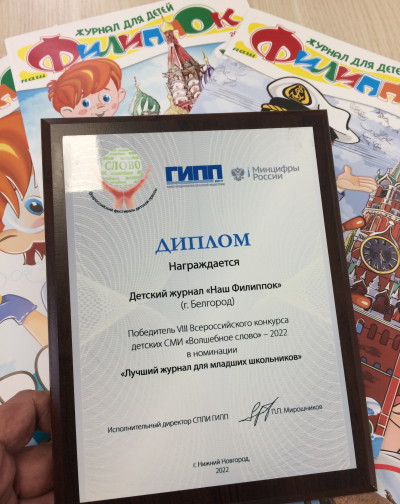 ЖУРНАЛ ДЛЯ ДЕТЕЙ
наш
Филиппок
ЖУРНАЛ ДЛЯ ДЕТЕЙ
наш
СЛОВО
ГИПП
Минцифры
России
ДИПЛОМ
Награждается
Детский журнал «Наш Филиппок»
(г. Белгород)
Победитель VIII Всероссийского конкурса
детских СМИ «Волшебное слово» – 2022
в номинации
«Лучший журнал для младших школьников»
Исполнительный директор СППИ ГИПП
П.П. Мирошников
г. Нижний Новгород,
2022